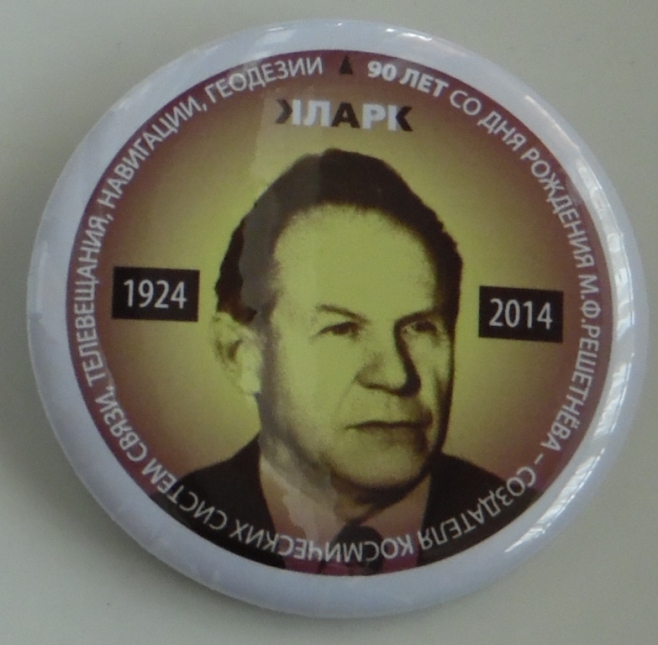 90 ЛЕТ СО ДНЯ РОЖДЕНИЯ М.Ф.РЕШЕТНЁВА – СОЗДАТЕЛЯ КОСМИЧЕСКИХ СИСТЕМ СВЯЗИ, ТЕЛЕВЕЩАНИЯ, НАВИГАЦИИ, ГЕОДЕЗИИ
КЛАРК
1924
2014